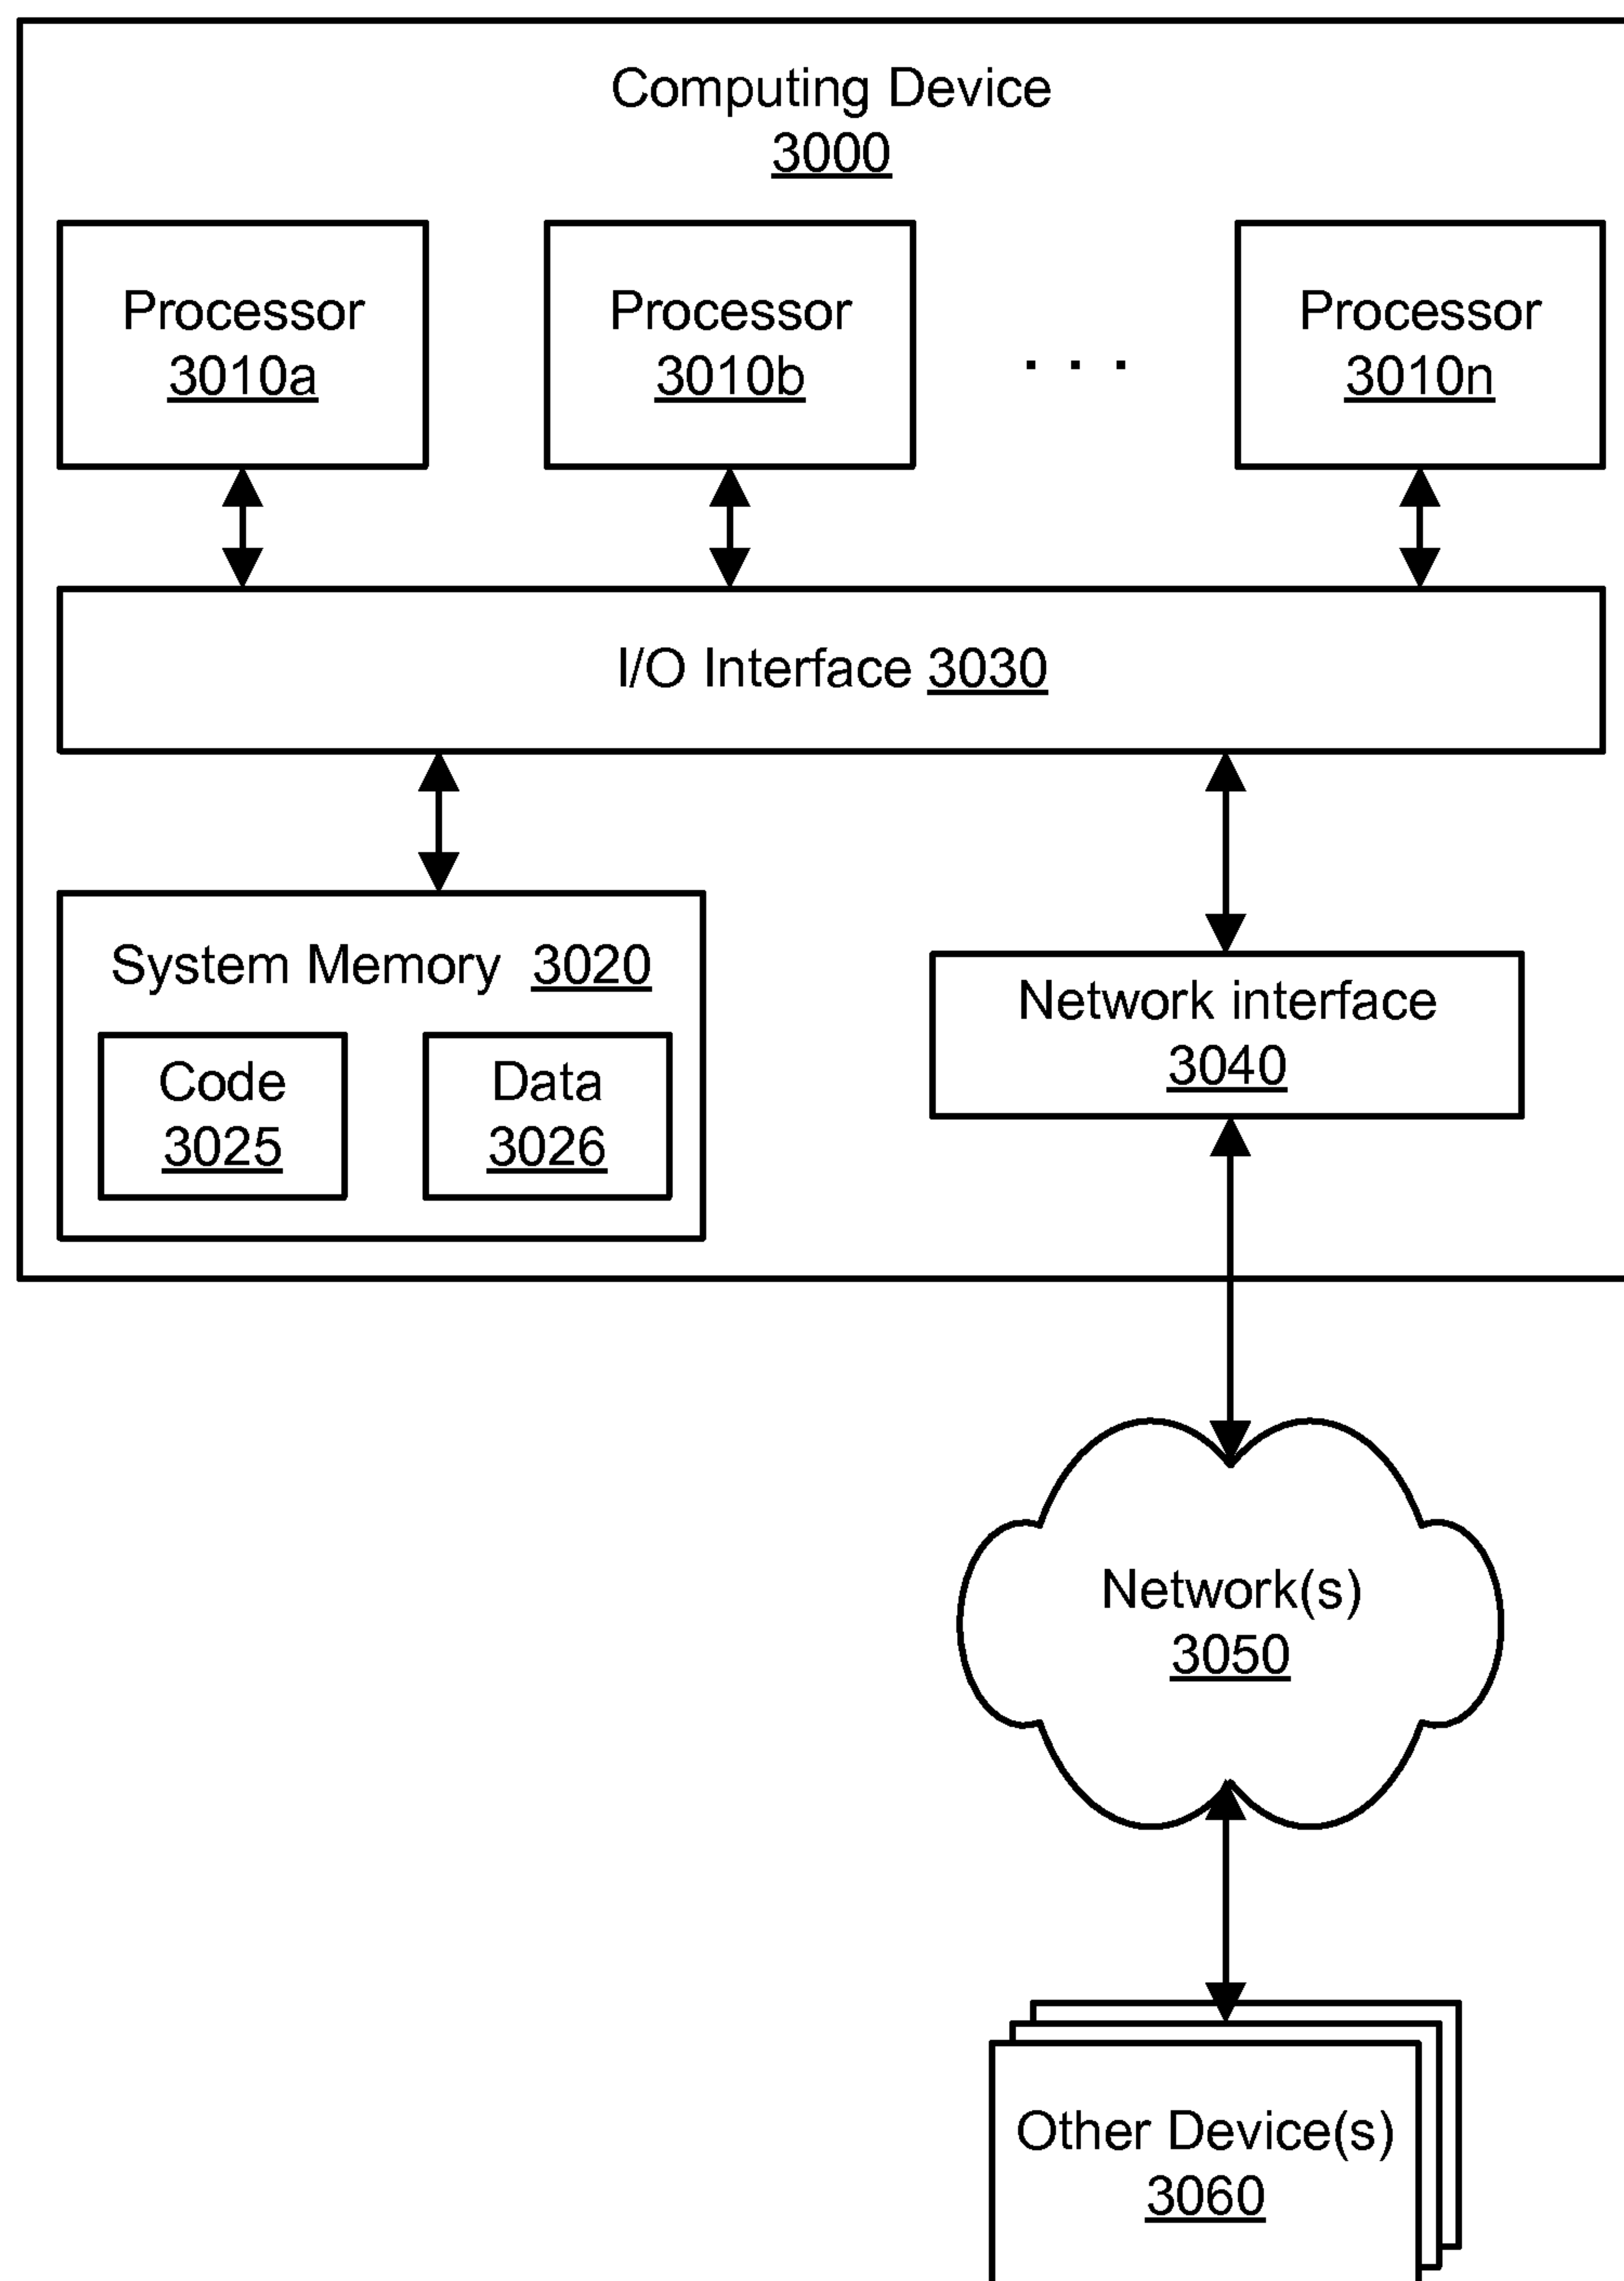 Computing Device
3000
Processor
3010a
Processor
3010b
. . .
Processor
3010n
I/O Interface 3030
System Memory 3020
Code
3025
Data
3026
Network interface
3040
Network(s)
3050
Other Device(s)
3060